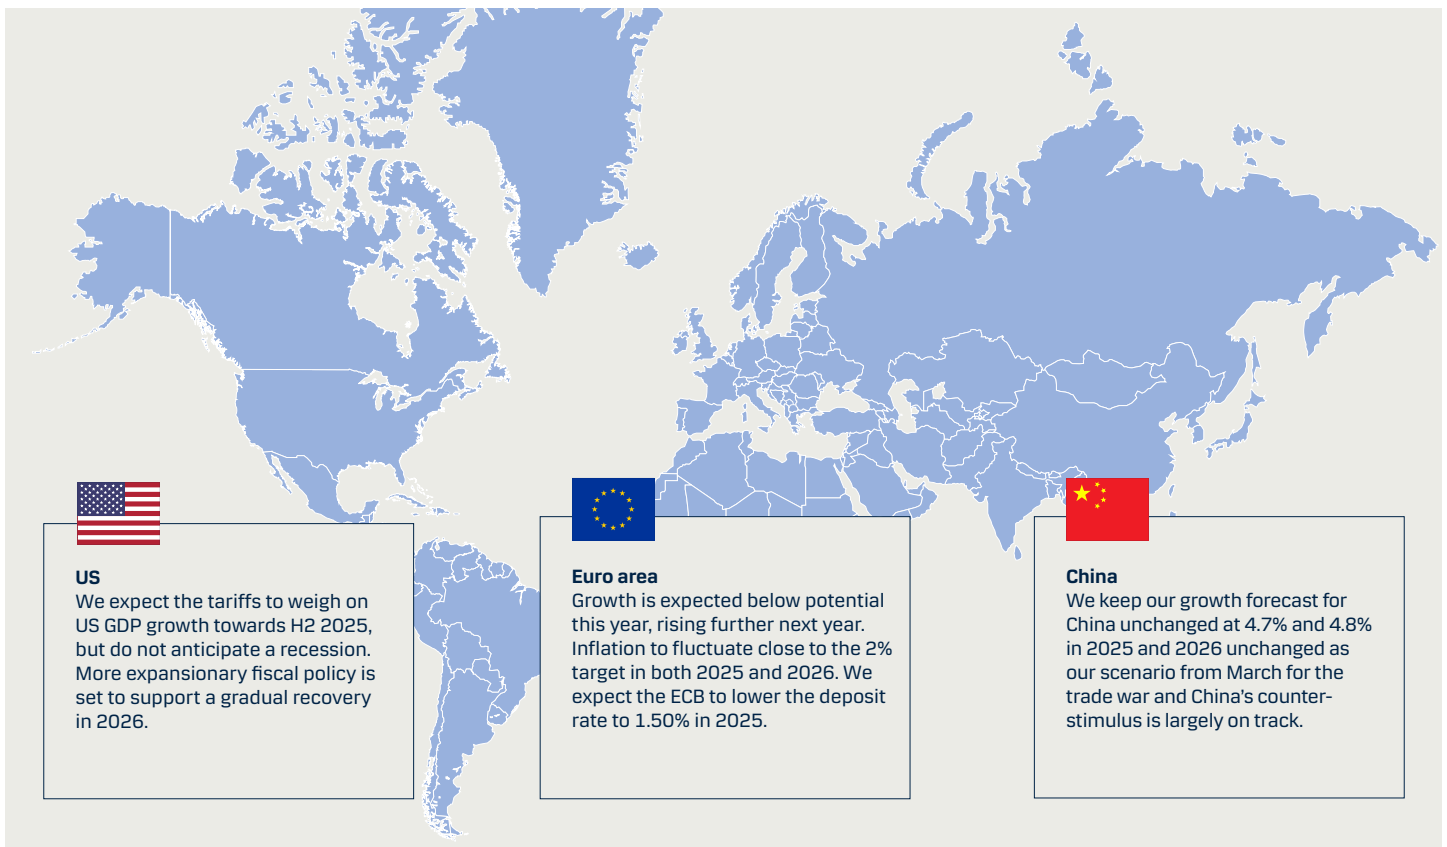 US
We expect the tariffs to weigh on
US GDP growth towards H2 2025,
but do not anticipate a recession.
More expansionary fiscal policy is
set to support a gradual recovery
in 2026.
Euro area
Growth is expected below potential
this year, rising further next year.
Inflation to fluctuate close to the 2%
target in both 2025 and 2026. We
expect the ECB to lower the deposit
rate to 1.50% in 2025.
China
We keep our growth forecast for
China unchanged at 4.7% and 4.8%
in 2025 and 2026 unchanged as
our scenario from March for the
trade war and China’s counter-
stimulus is largely on track.